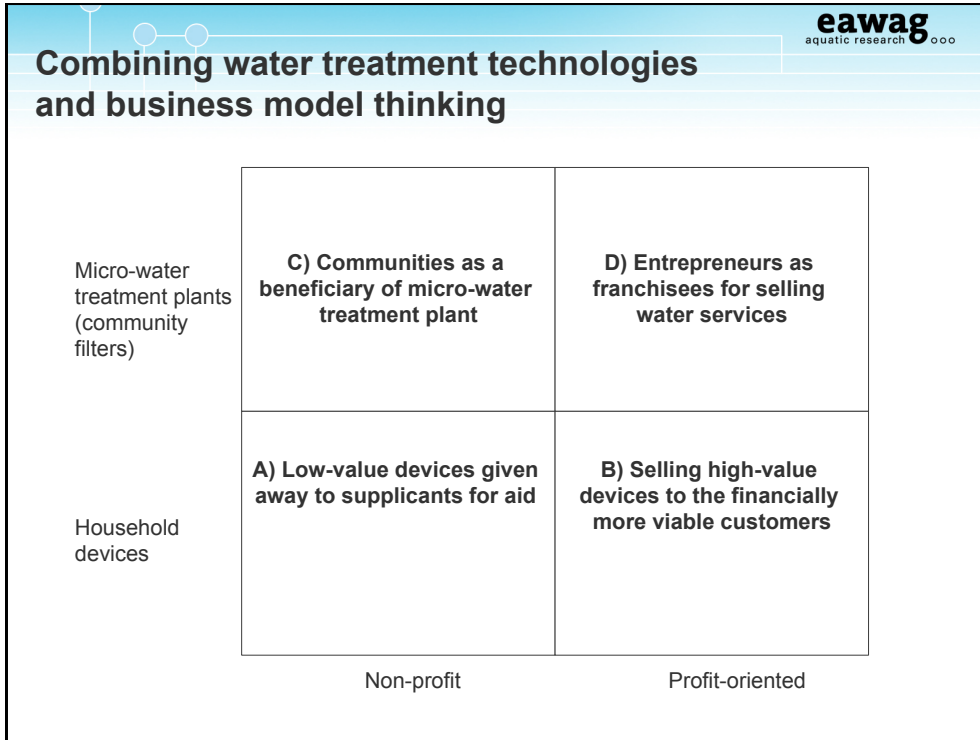 eawag
aquatic research ooo
Combining water treatment technologies
and business model thinking
Micro-water
treatment plants
(community
filters)
C) Communities as a
beneficiary of micro-water
treatment plant
D) Entrepreneurs as
franchisees for selling
water services
Household
devices
A) Low-value devices given
away to supplicants for aid
B) Selling high-value
devices to the financially
more viable customers
Non-profit
Profit-oriented